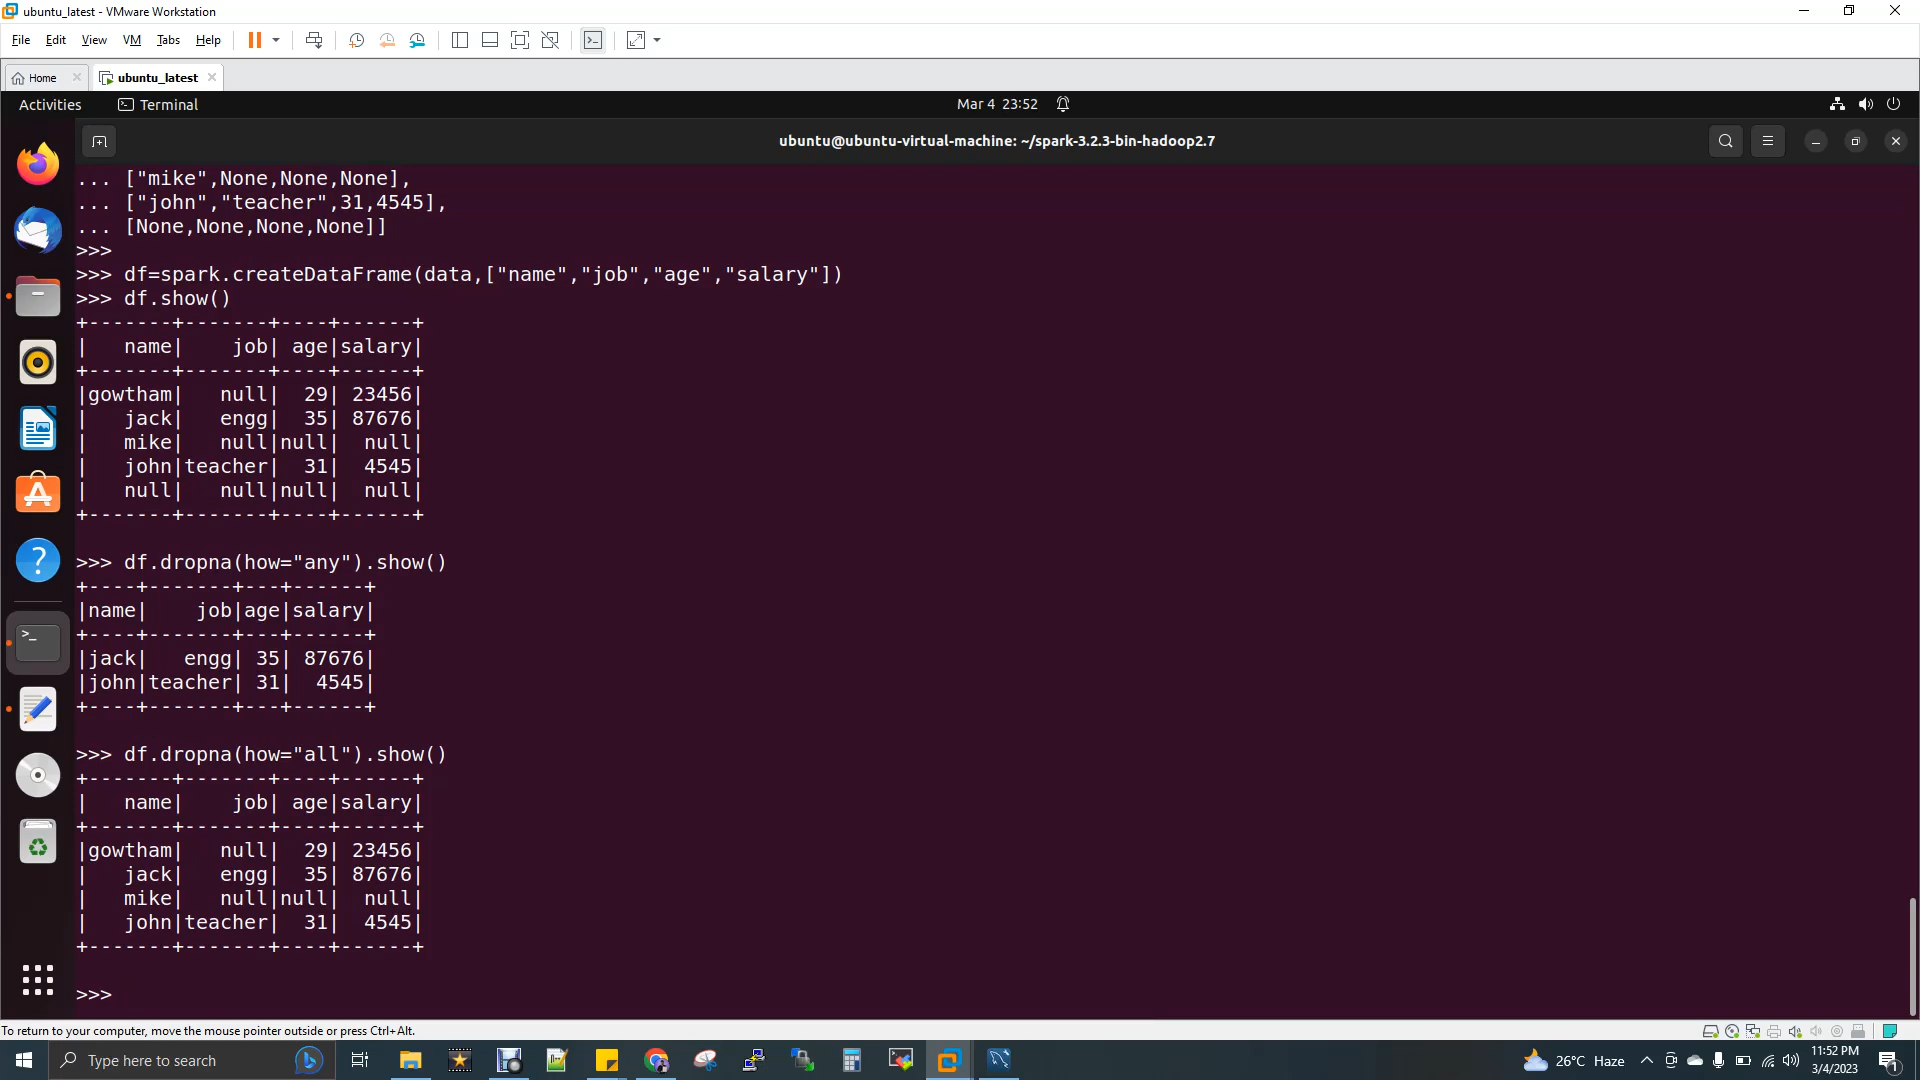 ubuntu_latest - VMware Workstation
File Edit View VM Tabs Help
Home ubuntu_latest
Activities Terminal Mar 4 23:52
ubuntu@ubuntu-virtual-machine: ~/spark-3.2.3-bin-hadoop2.7
... ["mike",None,None,None],
... ["john","teacher",31,4545],
... [None,None,None,None]]
>>>
>>> df=spark.createDataFrame(data,["name","job","age","salary"])
>>> df.show()
+-------+-------+----+------+
|   name|    job| age|salary|
+-------+-------+----+------+
|gowtham|   null|  29| 23456|
|   jack|   engg|  35| 87676|
|   mike|   null|null|  null|
|   john|teacher|  31|  4545|
|   null|   null|null|  null|
+-------+-------+----+------+
>>> df.dropna(how="any").show()
+----+-------+---+------+
|name|    job|age|salary|
+----+-------+---+------+
|jack|   engg| 35| 87676|
|john|teacher| 31|  4545|
+----+-------+---+------+
>>> df.dropna(how="all").show()
+-------+-------+----+------+
|   name|    job| age|salary|
+-------+-------+----+------+
|gowtham|   null|  29| 23456|
|   jack|   engg|  35| 87676|
|   mike|   null|null|  null|
|   john|teacher|  31|  4545|
+-------+-------+----+------+
>>>
To return to your computer, move the mouse pointer outside or press Ctrl+Alt.
Type here to search
26°C Haze
11:52 PM
3/4/2023
1